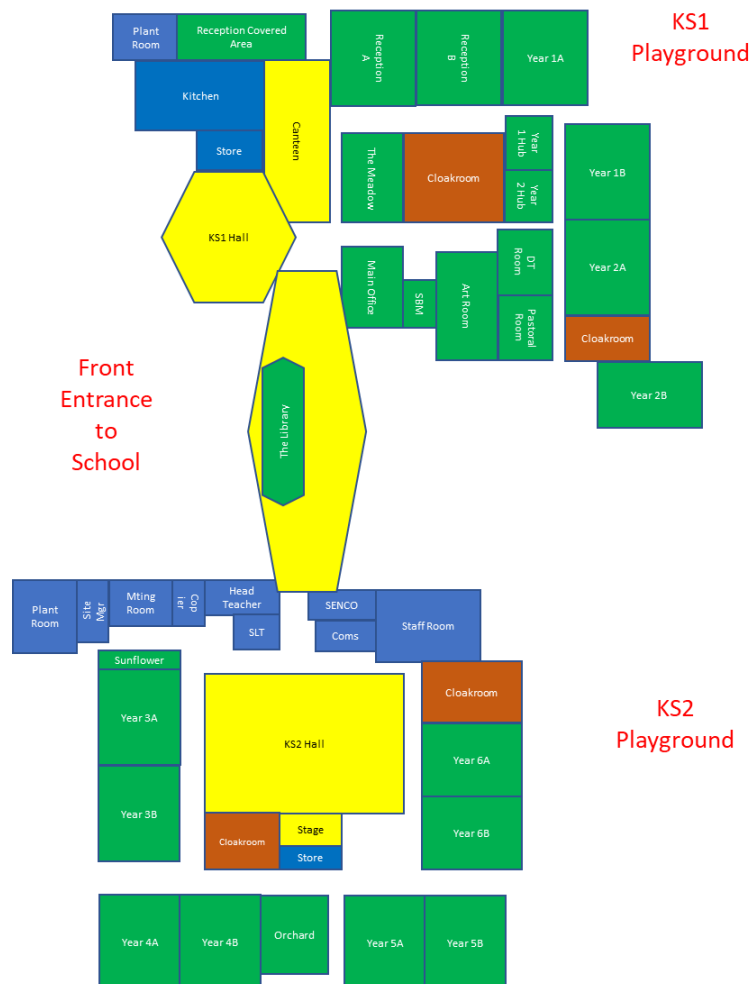 KS1
Playground
Plant
Room
Reception Covered
Area
Reception
A
Reception
B
Year 1A
Kitchen
Canteen
Store
The Meadow
Cloakroom
Year
1 Hub
Year
2 Hub
Year 1B
KS1 Hall
Year 2A
Main Office
SBM
Art Room
DT
Room
Pastoral
Room
Cloakroom
Year 2B
Front
Entrance
to
School
The Library
Plant
Room
Site
Mgr
Mting
Room
Cop
ier
Head
Teacher
SLT
SENCO
Coms
Staff Room
Sunflower
Year 3A
Year 3B
KS2 Hall
Cloakroom
Stage
Store
Cloakroom
Year 6A
Year 6B
KS2
Playground
Year 4A
Year 4B
Orchard
Year 5A
Year 5B